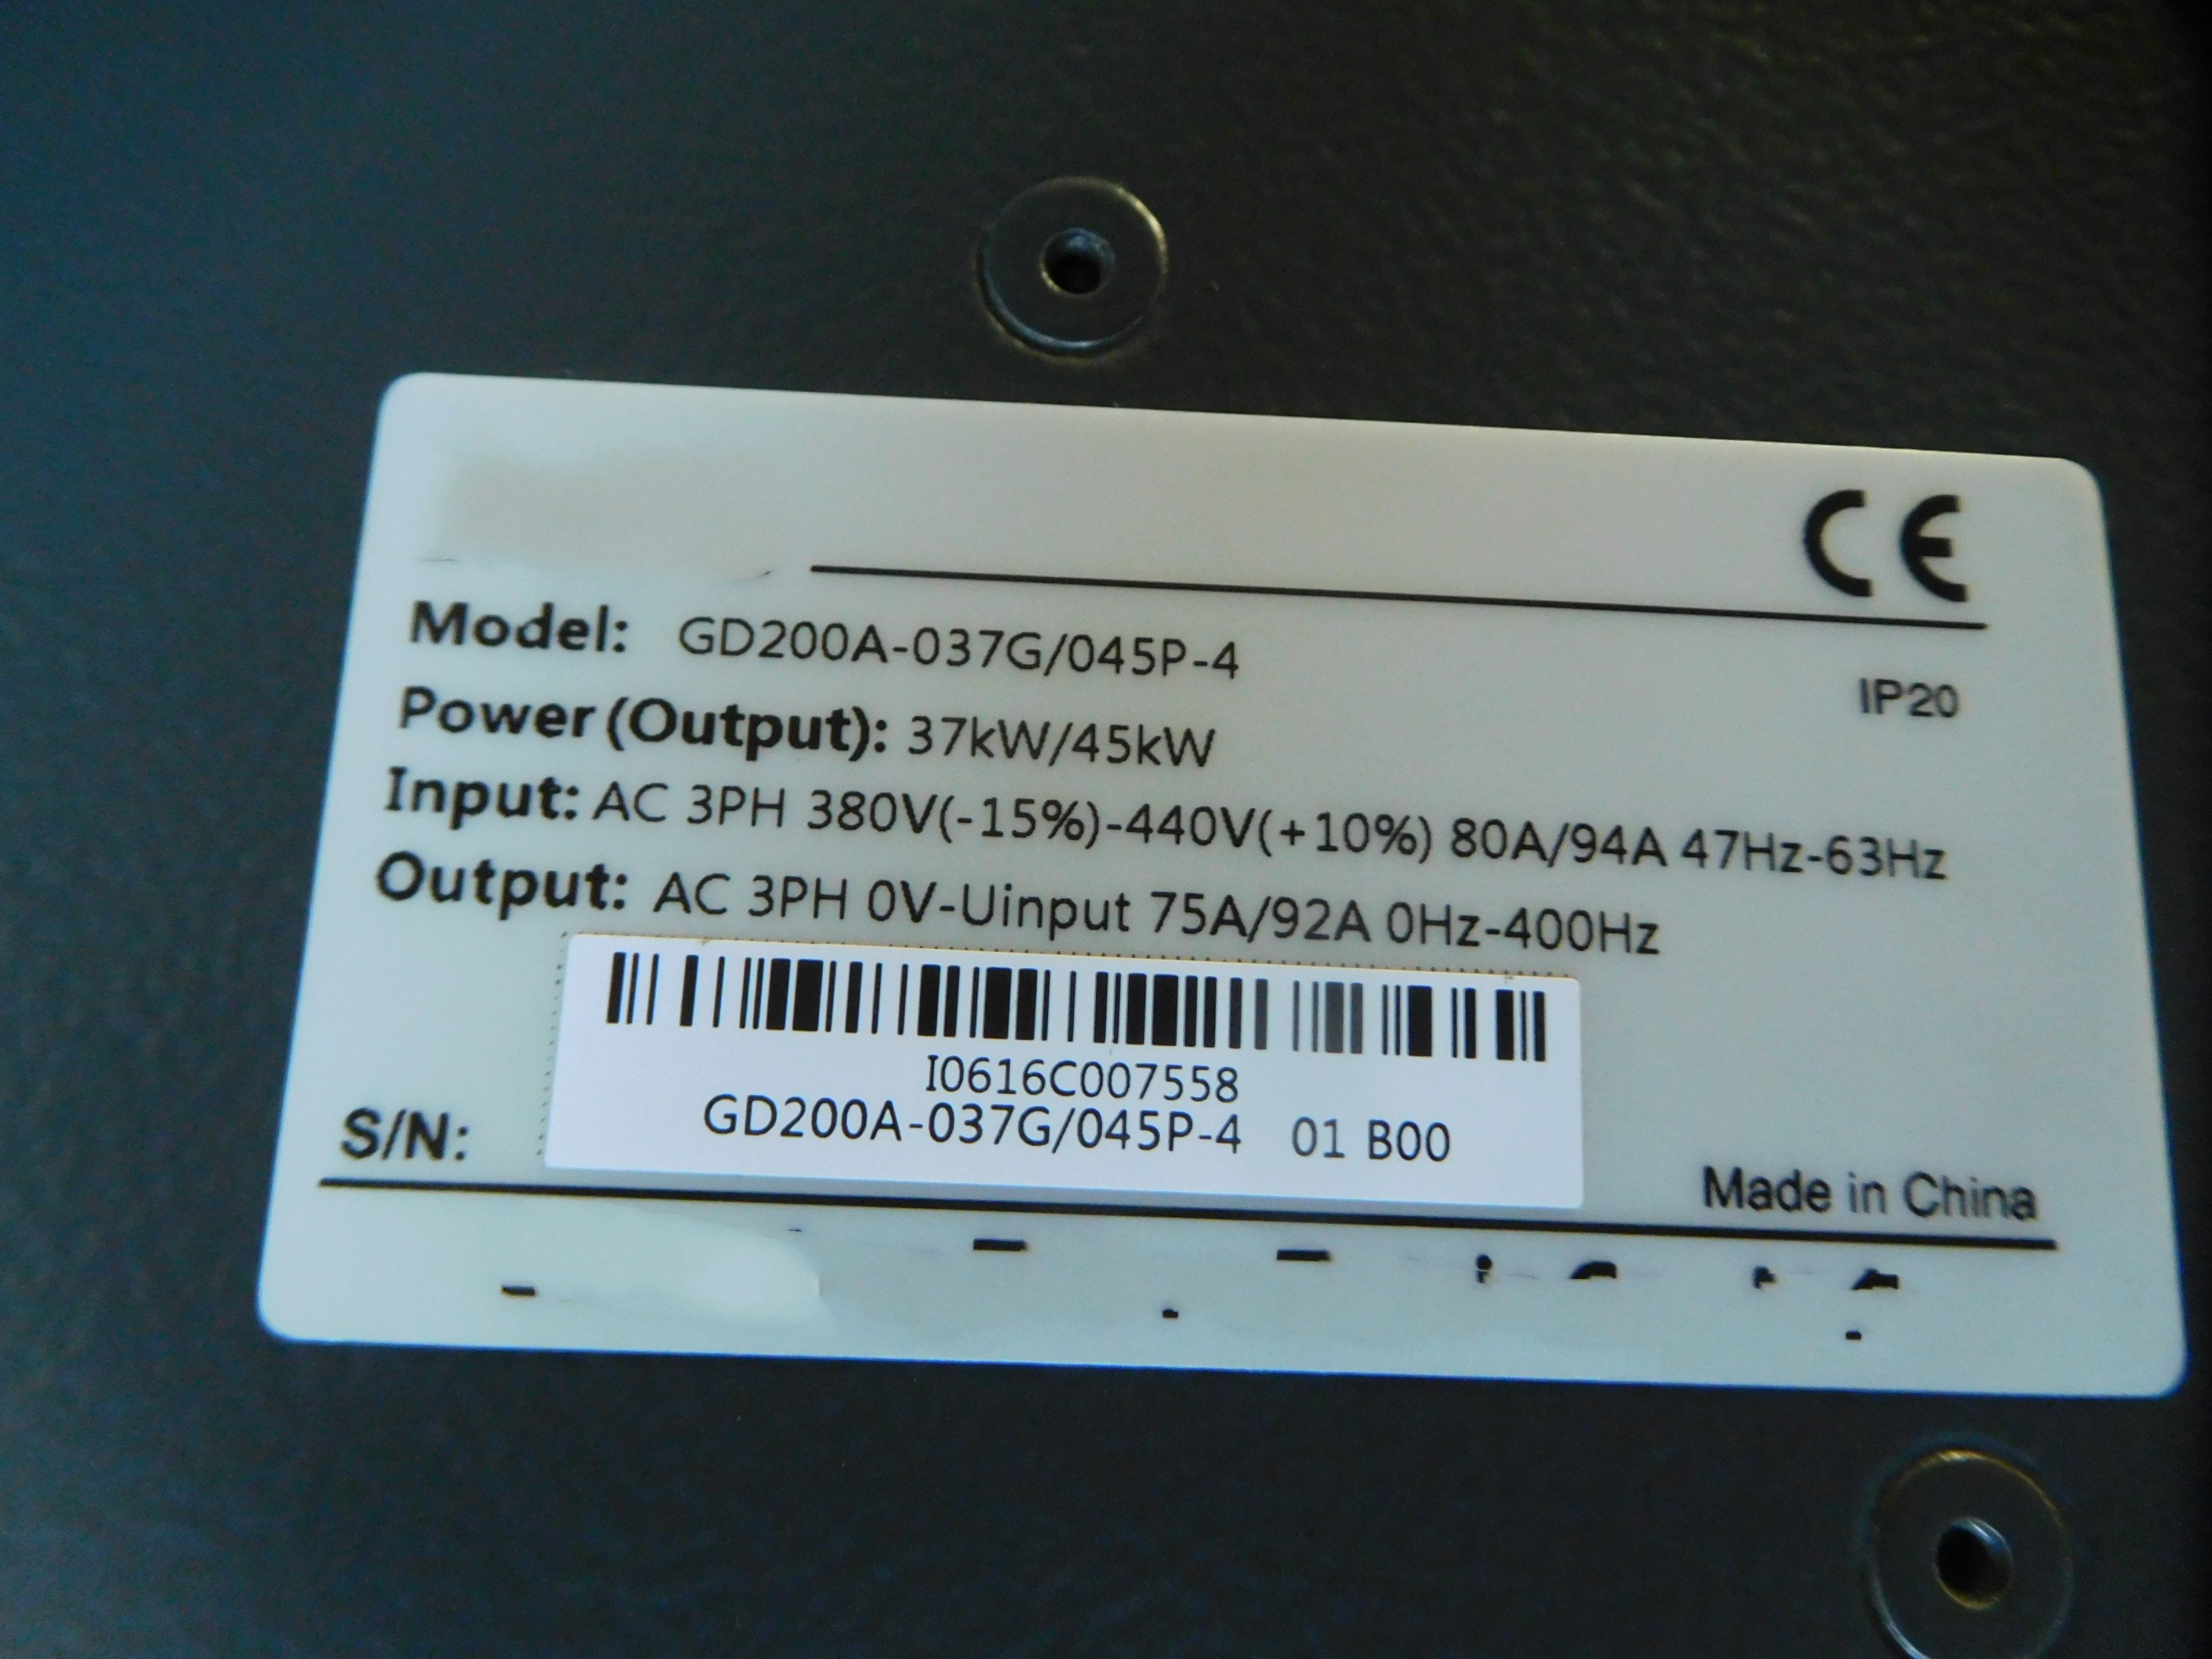 CE
Model: GD200A-037G/045P-4
IP20
Power (Output): 37kW/45kW
Input: AC 3PH 380V(-15%)-440V(+10%) 80A/94A 47Hz-63Hz
Output: AC 3PH 0V-Uinput 75A/92A 0Hz-400Hz
I0616C007558
GD200A-037G/045P-4 01 B00
S/N:
Made in China